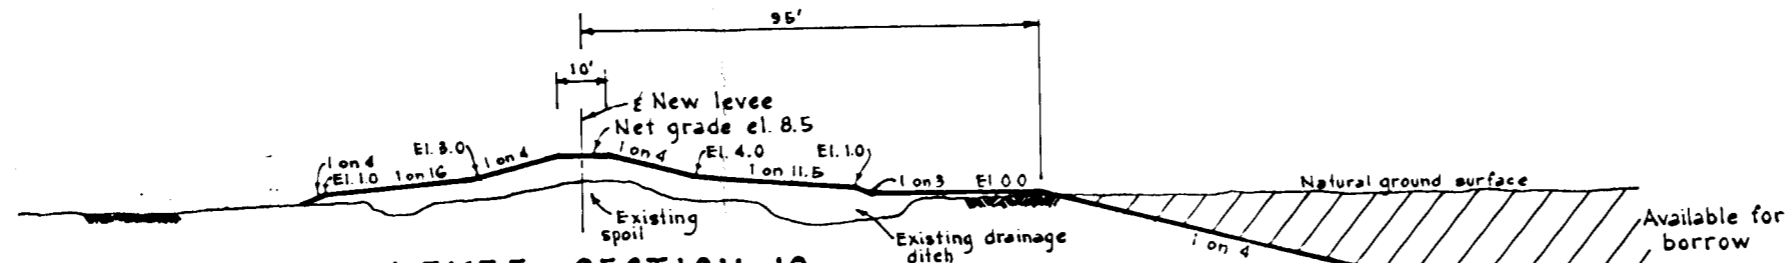 95'
10'
℄ New levee
Net grade el. 8.5
1 on 4
El. 1.0
1 on 16
El. 3.0
1 on 4
1 on 4
El. 4.0
1 on 11.5
El. 1.0
1 on 3
El 0.0
Natural ground surface
Existing
spoil
Existing drainage
ditch
1 on 4
Available for
borrow